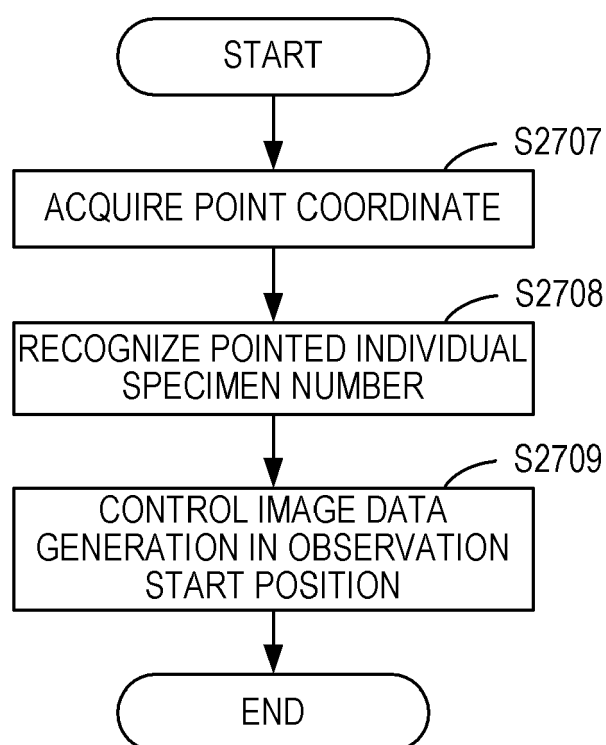 START
S2707
ACQUIRE POINT COORDINATE
S2708
RECOGNIZE POINTED INDIVIDUAL
SPECIMEN NUMBER
S2709
CONTROL IMAGE DATA
GENERATION IN OBSERVATION
START POSITION
END